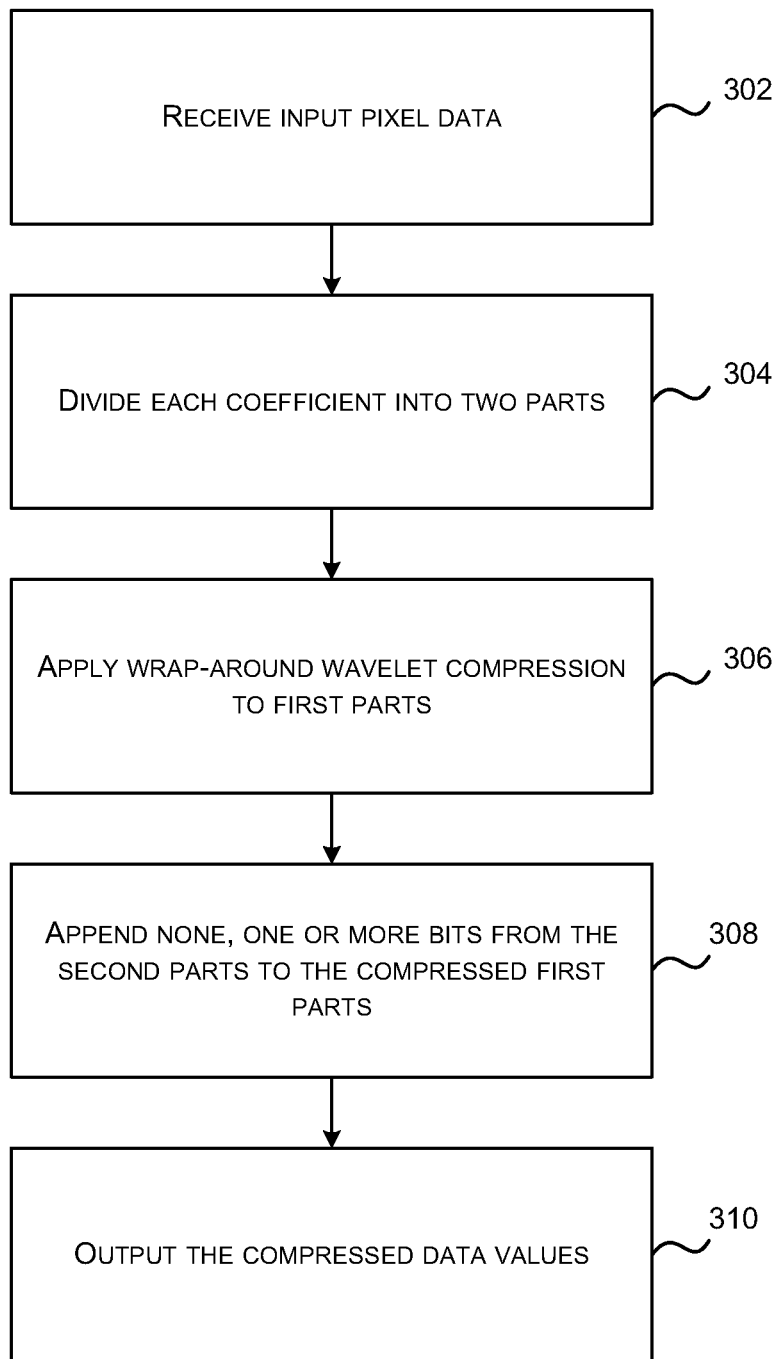 RECEIVE INPUT PIXEL DATA
302
DIVIDE EACH COEFFICIENT INTO TWO PARTS
304
APPLY WRAP-AROUND WAVELET COMPRESSION
TO FIRST PARTS
306
APPEND NONE, ONE OR MORE BITS FROM THE
SECOND PARTS TO THE COMPRESSED FIRST
PARTS
308
OUTPUT THE COMPRESSED DATA VALUES
310